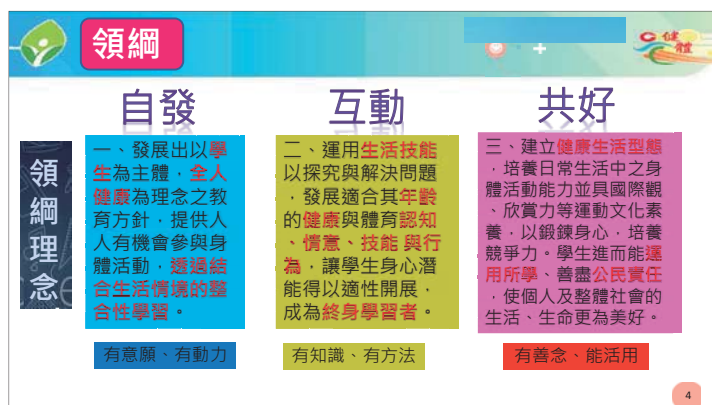 領綱
健體
自發
互動
共好
領綱理念
一、發展出以學
生為主體，全人
健康為理念之教
育方針，提供人
人有機會參與身
體活動，透過結
合生活情境的整
合性學習。
二、運用生活技能
以探究與解決問題
，發展適合其年齡
的健康與體育認知
、情意、技能 與行
為，讓學生身心潛
能得以適性開展，
成為終身學習者。
三、建立健康生活型態
，培養日常生活中之身
體活動能力並具國際觀
、欣賞力等運動文化素
養，以鍛鍊身心，培養
競爭力。學生進而能運
用所學、善盡公民責任
，使個人及整體社會的
生活、生命更為美好。
有意願、有動力
有知識、有方法
有善念、能活用
4